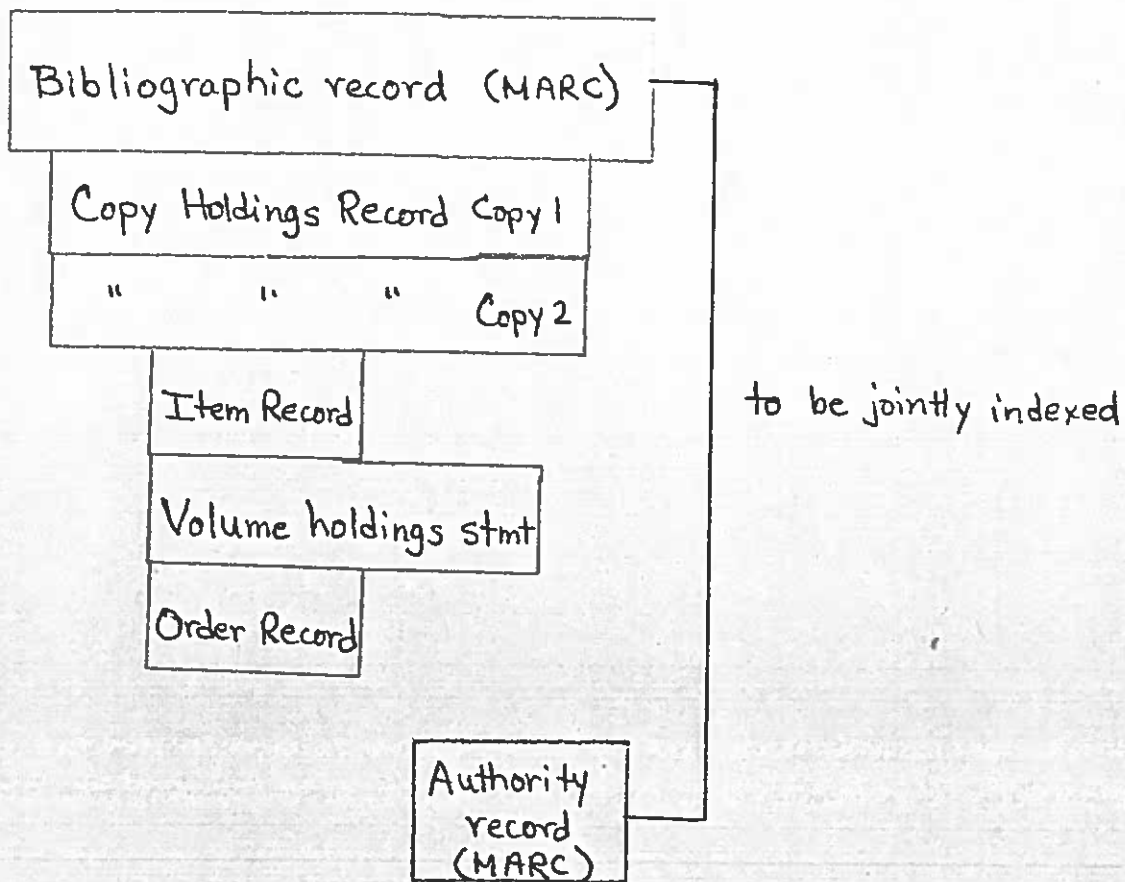 Bibliographic record (MARC)
Copy Holdings Record Copy 1
" " " Copy 2
Item Record
to be jointly indexed
Volume holdings stmt
Order Record
Authority
record
(MARC)